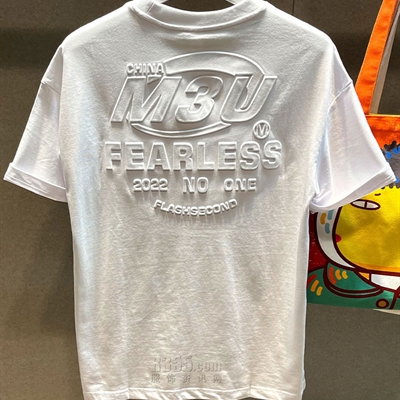 CHINA
M3U
M
FEARLESS
2022 NO ONE
FLASHSECOND